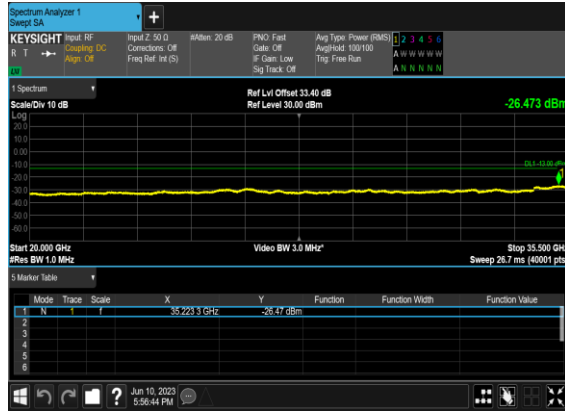 Spectrum Analyzer 1
Swept SA
KEYSIGHT Input: RF Input Z: 50 Ω #Atten: 20 dB PNO: Fast Avg Type: Power (RMS) 1 2 3 4 5 6
R T Coupling: DC Corrections: Off Gate: Off Avg|Hold: 100/100 A W W W W W
Align: Off Freq Ref: Int (S) IF Gain: Low Trig: Free Run
Sig Track: Off A N N N N N
1 Spectrum
Scale/Div 10 dB Ref Lvl Offset 33.40 dB
Ref Level 30.00 dBm -26.473 dBm
Log
20.0
10.0
0.00
-10.0
DL1 -13.00 dBm
-20.0
1
-30.0
-40.0
-50.0
-60.0
Start 20.000 GHz Video BW 3.0 MHz* Stop 35.500 GHz
#Res BW 1.0 MHz Sweep 26.7 ms (40001 pts
5 Marker Table
Mode Trace Scale X Y Function Function Width Function Value
1 N 1 f 35.223 3 GHz -26.47 dBm
2
3
4
5
6
? Jun 10, 2023
5:56:44 PM